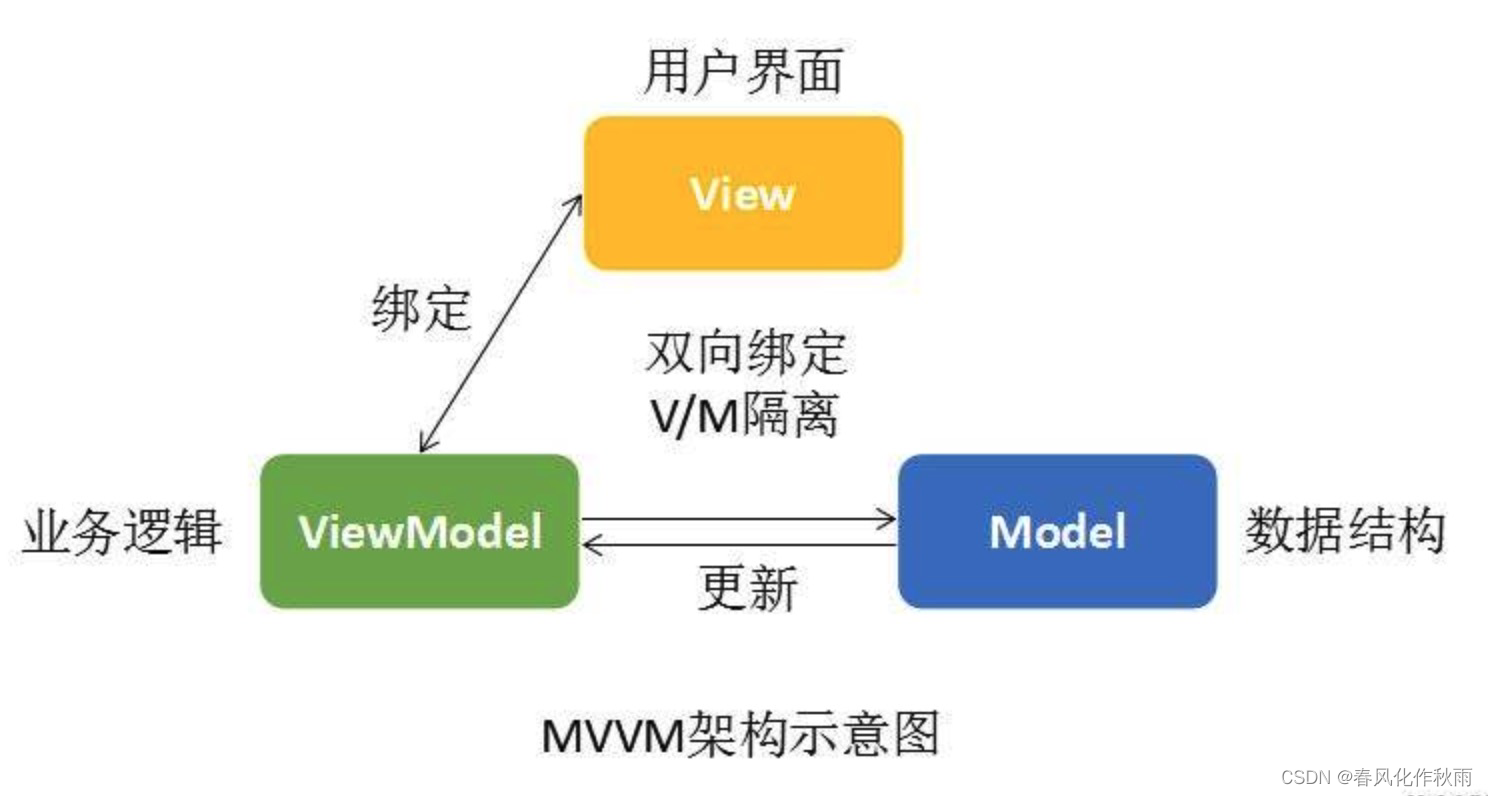 用户界面
View
绑定
双向绑定
V/M隔离
业务逻辑
ViewModel
Model
数据结构
更新
MVVM架构示意图
CSDN @春风化作秋雨